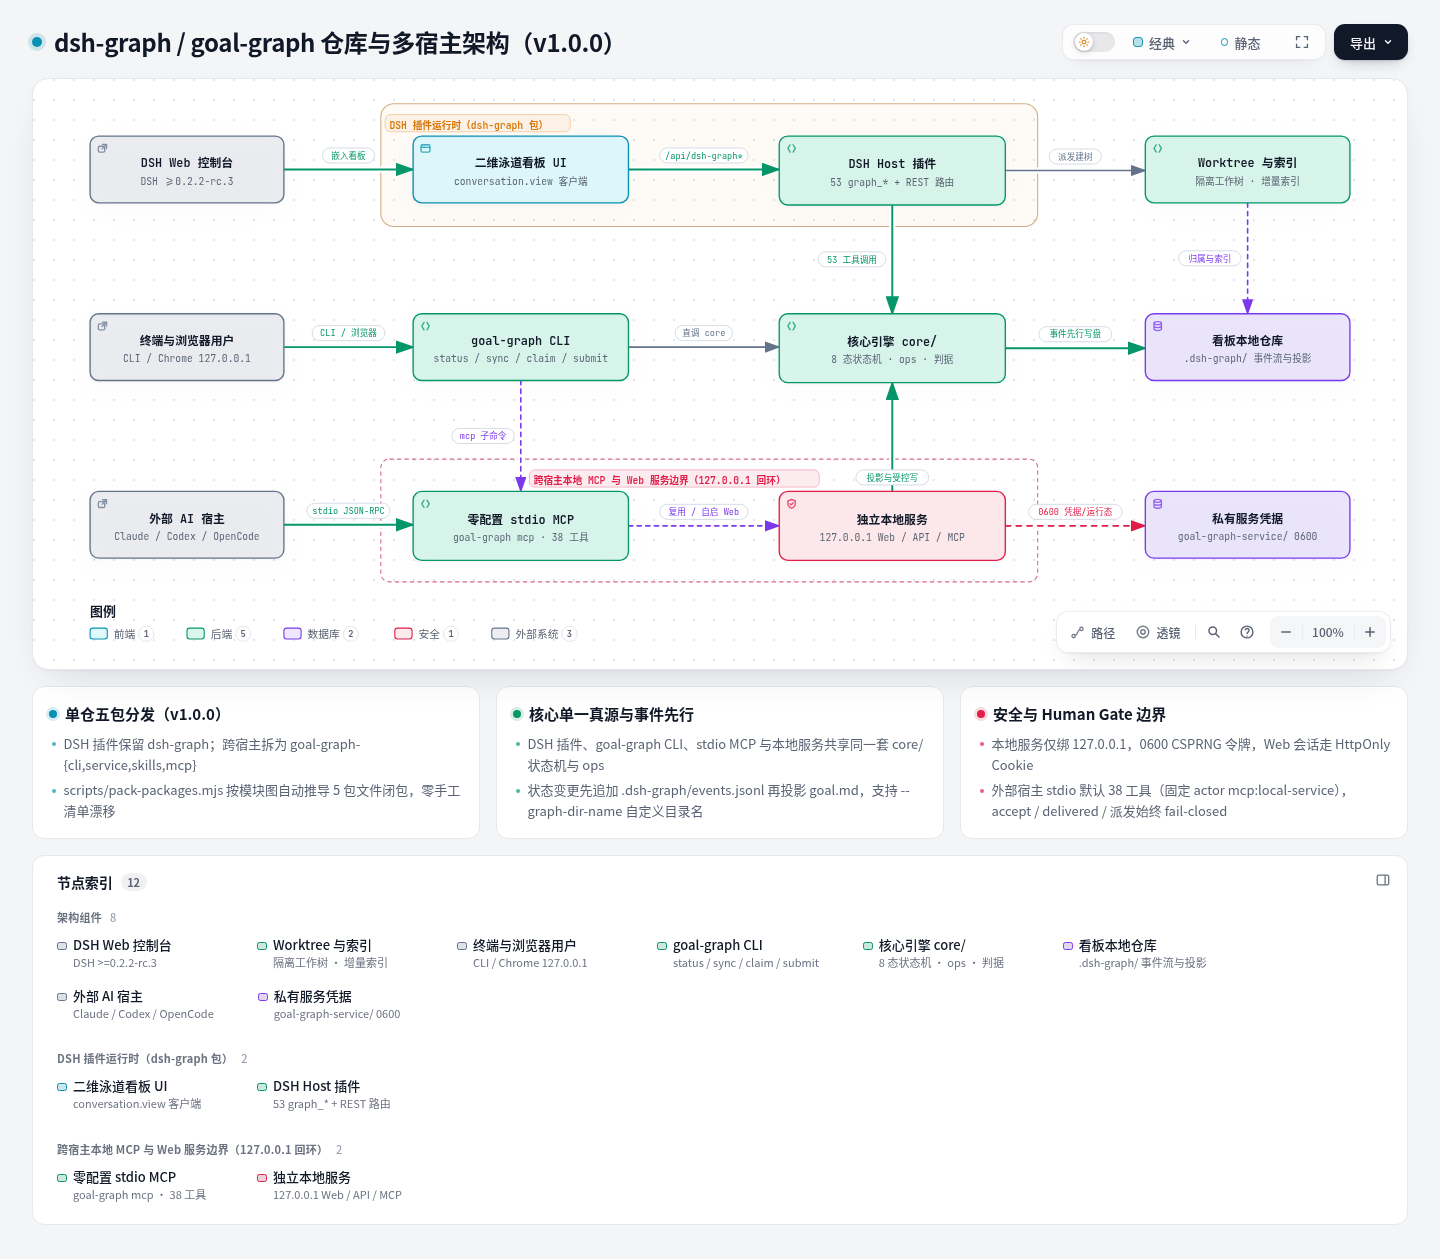 dsh-graph / goal-graph 仓库与多宿主架构（v1.0.0）
经典
静态
导出
DSH 插件运行时（dsh-graph 包）
DSH Web 控制台
DSH ≥0.2.2-rc.3
嵌入看板
二维泳道看板 UI
conversation.view 客户端
/api/dsh-graph*
DSH Host 插件
53 graph_* + REST 路由
派发建树
Worktree 与索引
隔离工作树 · 增量索引
53 工具调用
归属与索引
终端与浏览器用户
CLI / Chrome 127.0.0.1
CLI / 浏览器
goal-graph CLI
status / sync / claim / submit
直调 core
核心引擎 core/
8 态状态机 · ops · 判据
事件先行写盘
看板本地仓库
.dsh-graph/ 事件流与投影
mcp 子命令
跨宿主本地 MCP 与 Web 服务边界（127.0.0.1 回环）
投影与受控写
外部 AI 宿主
Claude / Codex / OpenCode
stdio JSON-RPC
零配置 stdio MCP
goal-graph mcp · 38 工具
复用 / 自启 Web
独立本地服务
127.0.0.1 Web / API / MCP
0600 凭据/运行态
私有服务凭据
goal-graph-service/ 0600
图例
前端 1
后端 5
数据库 2
安全 1
外部系统 3
路径
透镜
100%
单仓五包分发（v1.0.0）
DSH 插件保留 dsh-graph；跨宿主拆为 goal-graph-
{cli,service,skills,mcp}
scripts/pack-packages.mjs 按模块图自动推导 5 包文件闭包，零手工
清单漂移
核心单一真源与事件先行
DSH 插件、goal-graph CLI、stdio MCP 与本地服务共享同一套 core/
状态机与 ops
状态变更先追加 .dsh-graph/events.jsonl 再投影 goal.md，支持 --
graph-dir-name 自定义目录名
安全与 Human Gate 边界
本地服务仅绑 127.0.0.1，0600 CSPRNG 令牌，Web 会话走 HttpOnly
Cookie
外部宿主 stdio 默认 38 工具（固定 actor mcp:local-service），
accept / delivered / 派发始终 fail-closed
节点索引 12
架构组件 8
DSH Web 控制台
DSH >=0.2.2-rc.3
Worktree 与索引
隔离工作树 · 增量索引
终端与浏览器用户
CLI / Chrome 127.0.0.1
goal-graph CLI
status / sync / claim / submit
核心引擎 core/
8 态状态机 · ops · 判据
看板本地仓库
.dsh-graph/ 事件流与投影
外部 AI 宿主
Claude / Codex / OpenCode
私有服务凭据
goal-graph-service/ 0600
DSH 插件运行时（dsh-graph 包） 2
二维泳道看板 UI
conversation.view 客户端
DSH Host 插件
53 graph_* + REST 路由
跨宿主本地 MCP 与 Web 服务边界（127.0.0.1 回环） 2
零配置 stdio MCP
goal-graph mcp · 38 工具
独立本地服务
127.0.0.1 Web / API / MCP